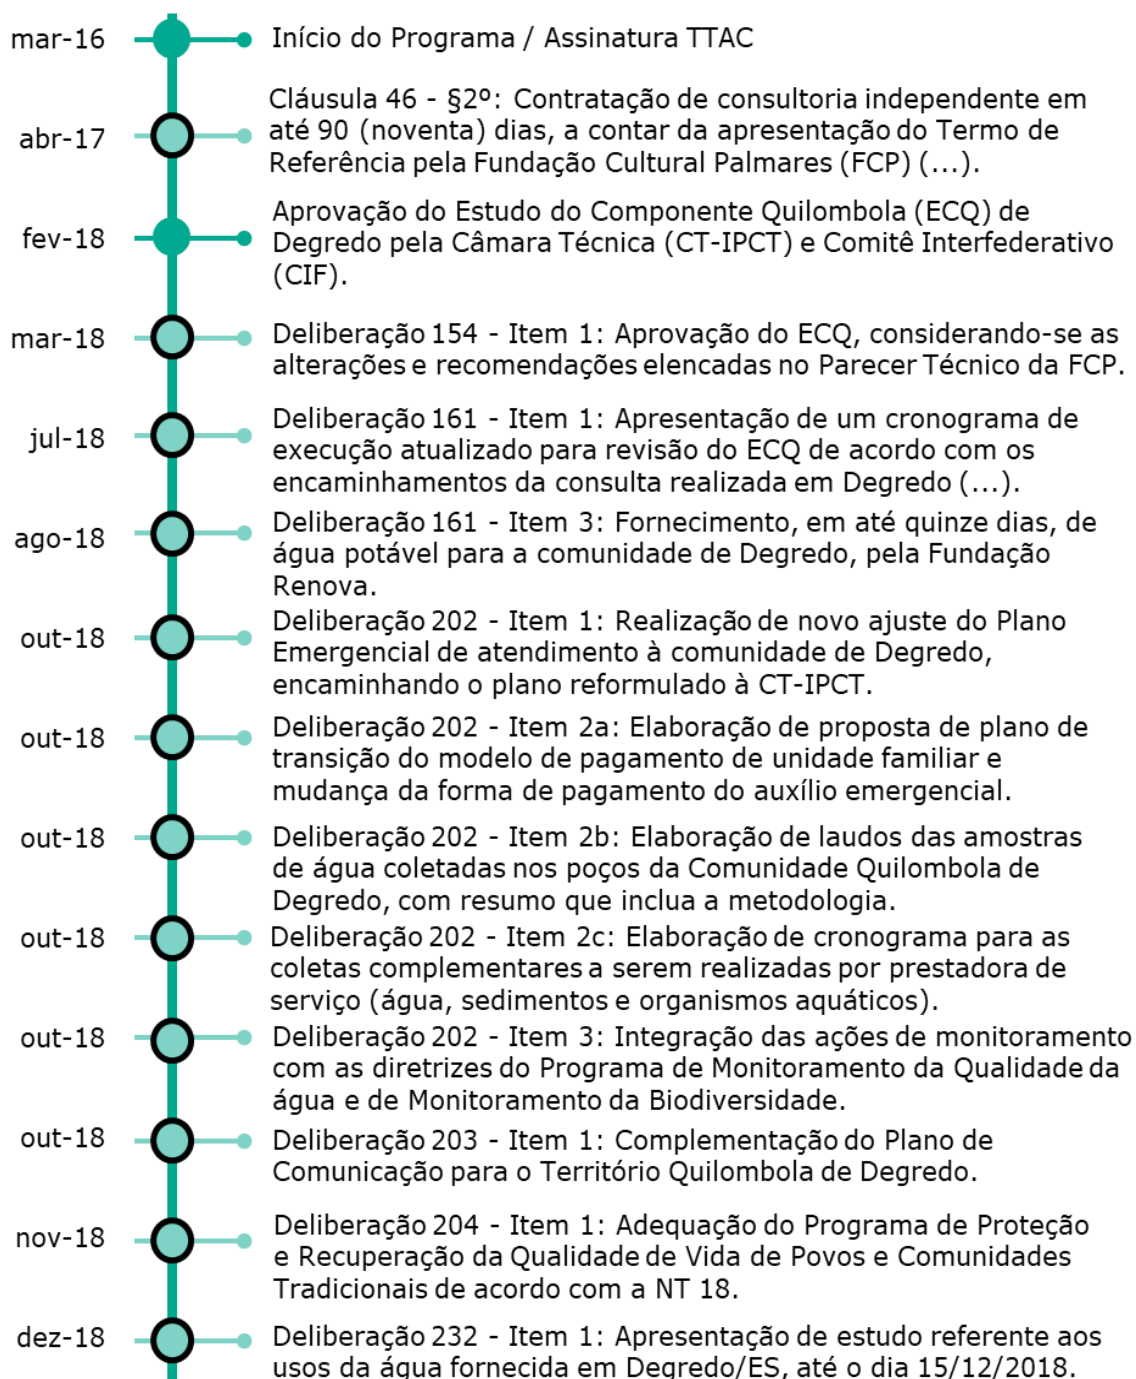 mar-16 Início do Programa / Assinatura TTAC
Cláusula 46 - §2º: Contratação de consultoria independente em
abr-17 até 90 (noventa) dias, a contar da apresentação do Termo de
Referência pela Fundação Cultural Palmares (FCP) (...).
Aprovação do Estudo do Componente Quilombola (ECQ) de
fev-18 Degredo pela Câmara Técnica (CT-IPCT) e Comitê Interfederativo
(CIF).
mar-18 Deliberação 154 - Item 1: Aprovação do ECQ, considerando-se as
alterações e recomendações elencadas no Parecer Técnico da FCP.
Deliberação 161 - Item 1: Apresentação de um cronograma de
jul-18 execução atualizado para revisão do ECQ de acordo com os
encaminhamentos da consulta realizada em Degredo (...).
Deliberação 161 - Item 3: Fornecimento, em até quinze dias, de
ago-18 água potável para a comunidade de Degredo, pela Fundação
Renova.
Deliberação 202 - Item 1: Realização de novo ajuste do Plano
out-18 Emergencial de atendimento à comunidade de Degredo,
encaminhando o plano reformulado à CT-IPCT.
Deliberação 202 - Item 2a: Elaboração de proposta de plano de
out-18 transição do modelo de pagamento de unidade familiar e
mudança da forma de pagamento do auxílio emergencial.
out-18 Deliberação 202 - Item 2b: Elaboração de laudos das amostras
de água coletadas nos poços da Comunidade Quilombola de
Degredo, com resumo que inclua a metodologia.
out-18 Deliberação 202 - Item 2c: Elaboração de cronograma para as
coletas complementares a serem realizadas por prestadora de
serviço (água, sedimentos e organismos aquáticos).
out-18 Deliberação 202 - Item 3: Integração das ações de monitoramento
com as diretrizes do Programa de Monitoramento da Qualidade da
água e de Monitoramento da Biodiversidade.
out-18 Deliberação 203 - Item 1: Complementação do Plano de
Comunicação para o Território Quilombola de Degredo.
nov-18 Deliberação 204 - Item 1: Adequação do Programa de Proteção
e Recuperação da Qualidade de Vida de Povos e Comunidades
Tradicionais de acordo com a NT 18.
dez-18 Deliberação 232 - Item 1: Apresentação de estudo referente aos
usos da água fornecida em Degredo/ES, até o dia 15/12/2018.